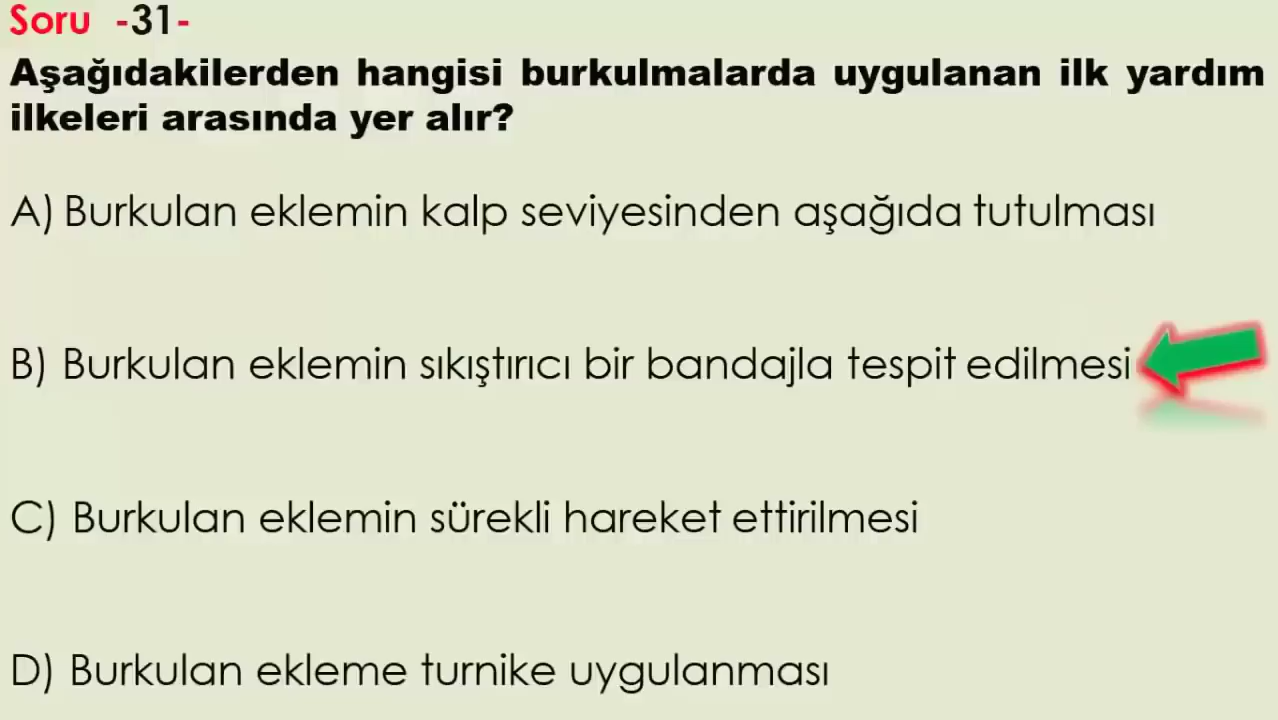 Soru -31-
Aşağıdakilerden hangisi burkulmalarda uygulanan ilk yardım
ilkeleri arasında yer alır?
A) Burkulan eklemin kalp seviyesinden aşağıda tutulması
B) Burkulan eklemin sıkıştırıcı bir bandajla tespit edilmesi
C) Burkulan eklemin sürekli hareket ettirilmesi
D) Burkulan ekleme turnike uygulanması